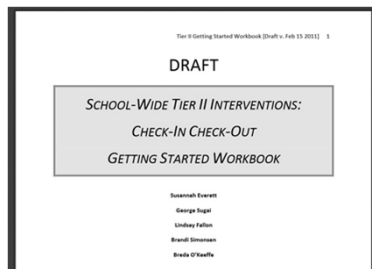 Tier II Getting Started Workbook [Draft v. Feb 15 2011] 1
DRAFT
SCHOOL-WIDE TIER II INTERVENTIONS:
CHECK-IN CHECK-OUT
GETTING STARTED WORKBOOK
Susannah Everett
George Sugai
Lindsay Fallon
Brandi Simonsen
Breda O'Keeffe